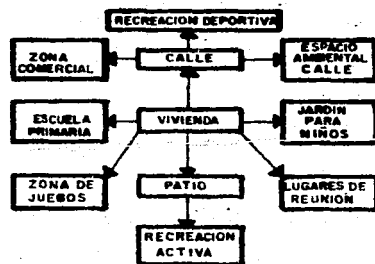 RECREACION DEPORTIVA
ZONA
COMERCIAL
CALLE
ESPACIO
AMBIENTAL
CALLE
ESCUELA
PRIMARIA
VIVIENDA
JARDIN
PARA
NIÑOS
ZONA DE
JUEGOS
PATIO
LUGARES DE
REUNION
RECREACION
ACTIVA